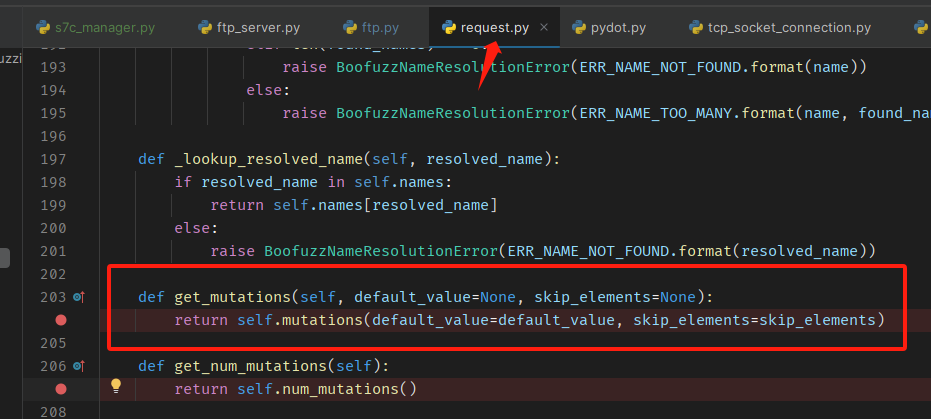 s7c_manager.py ftp_server.py ftp.py request.py × pydot.py tcp_socket_connection.py
uzzi
193 raise BoofuzzNameResolutionError(ERR_NAME_NOT_FOUND.format(name))
194 else:
195 raise BoofuzzNameResolutionError(ERR_NAME_TOO_MANY.format(name, found_na
196
197 def _lookup_resolved_name(self, resolved_name):
198 if resolved_name in self.names:
199 return self.names[resolved_name]
200 else:
201 raise BoofuzzNameResolutionError(ERR_NAME_NOT_FOUND.format(resolved_name))
202
203 def get_mutations(self, default_value=None, skip_elements=None):
return self.mutations(default_value=default_value, skip_elements=skip_elements)
205
206 def get_num_mutations(self):
return self.num_mutations()
208